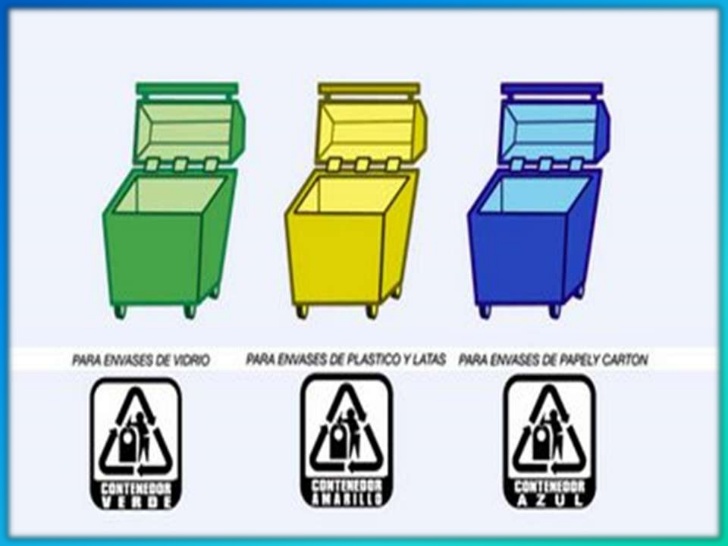 PARA ENVASES DE VIDRIO
PARA ENVASES DE PLASTICO Y LATAS
PARA ENVASES DE PAPELY CARTON
CONTENEDOR
VERDE
CONTENEDOR
AMARILLO
CONTENEDOR
AZUL